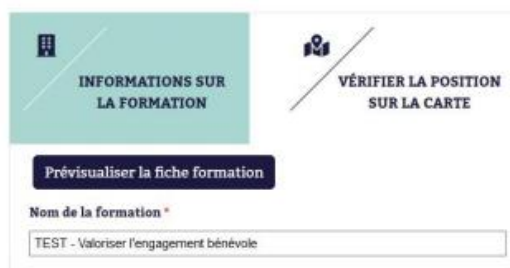 INFORMATIONS SUR
LA FORMATION
VÉRIFIER LA POSITION
SUR LA CARTE
Prévisualiser la fiche formation
Nom de la formation *
TEST - Valoriser l'engagement bénévole